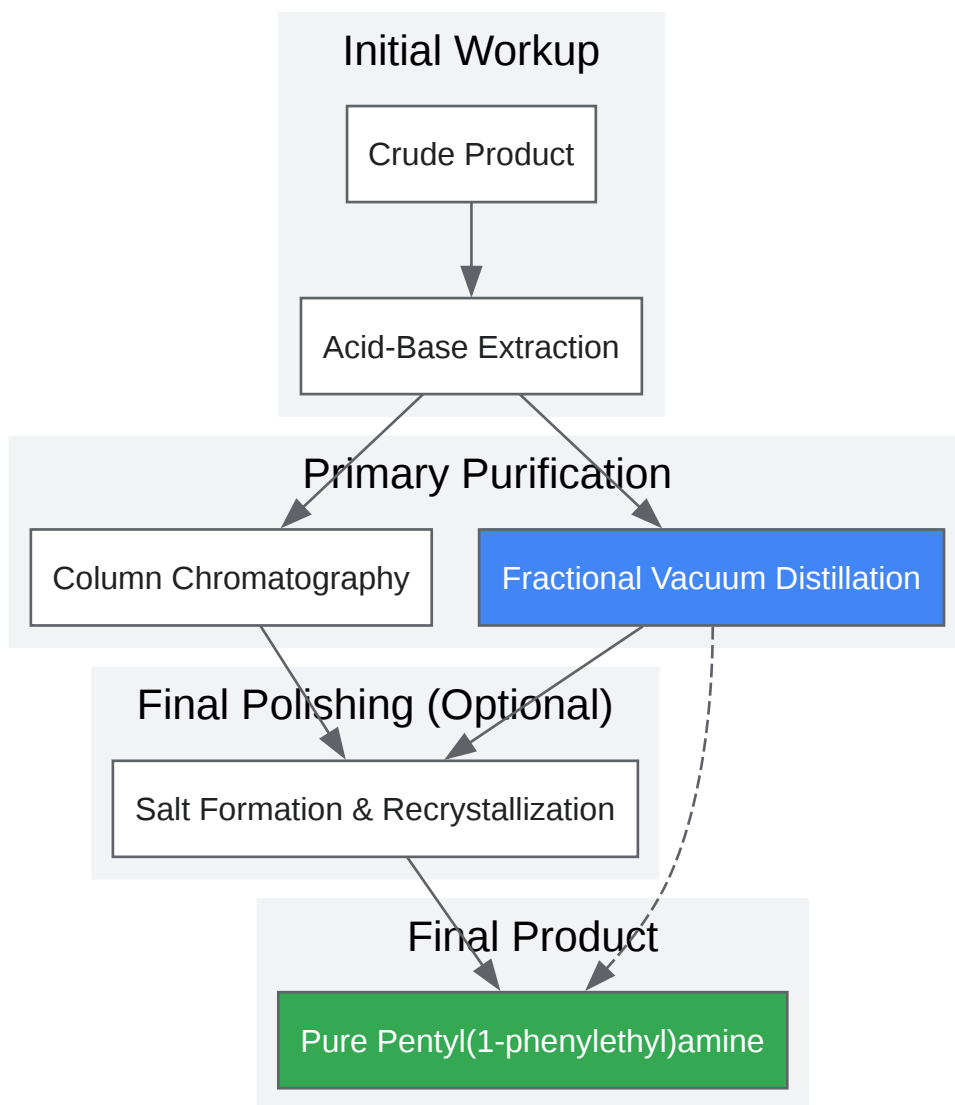 Initial Workup
Crude Product
Acid-Base Extraction
Primary Purification
Column Chromatography
Fractional Vacuum Distillation
Final Polishing (Optional)
Salt Formation & Recrystallization
Final Product
Pure Pentyl(1-phenylethyl)amine